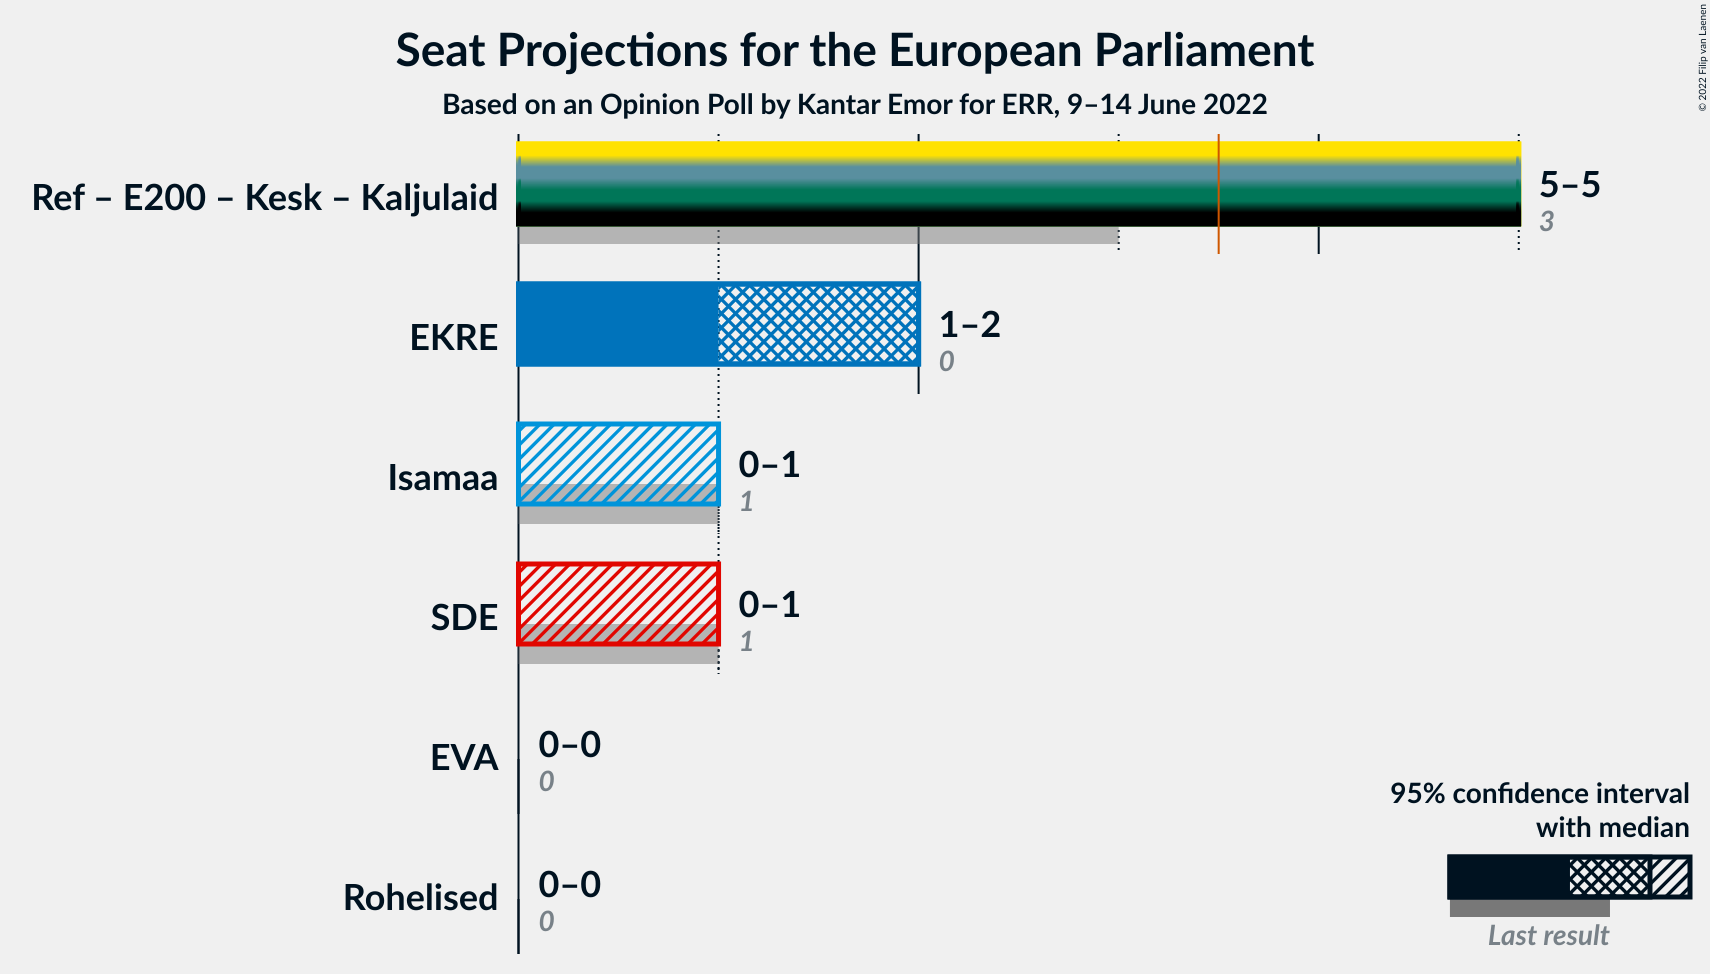 Seat Projections for the European Parliament
Based on an Opinion Poll by Kantar Emor for ERR, 9–14 June 2022
© 2022 Filip van Laenen
Ref – E200 – Kesk – Kaljulaid
5–5
3
EKRE
1–2
0
Isamaa
0–1
1
SDE
0–1
1
EVA
0–0
0
Rohelised
0–0
0
95% confidence interval
with median
Last result